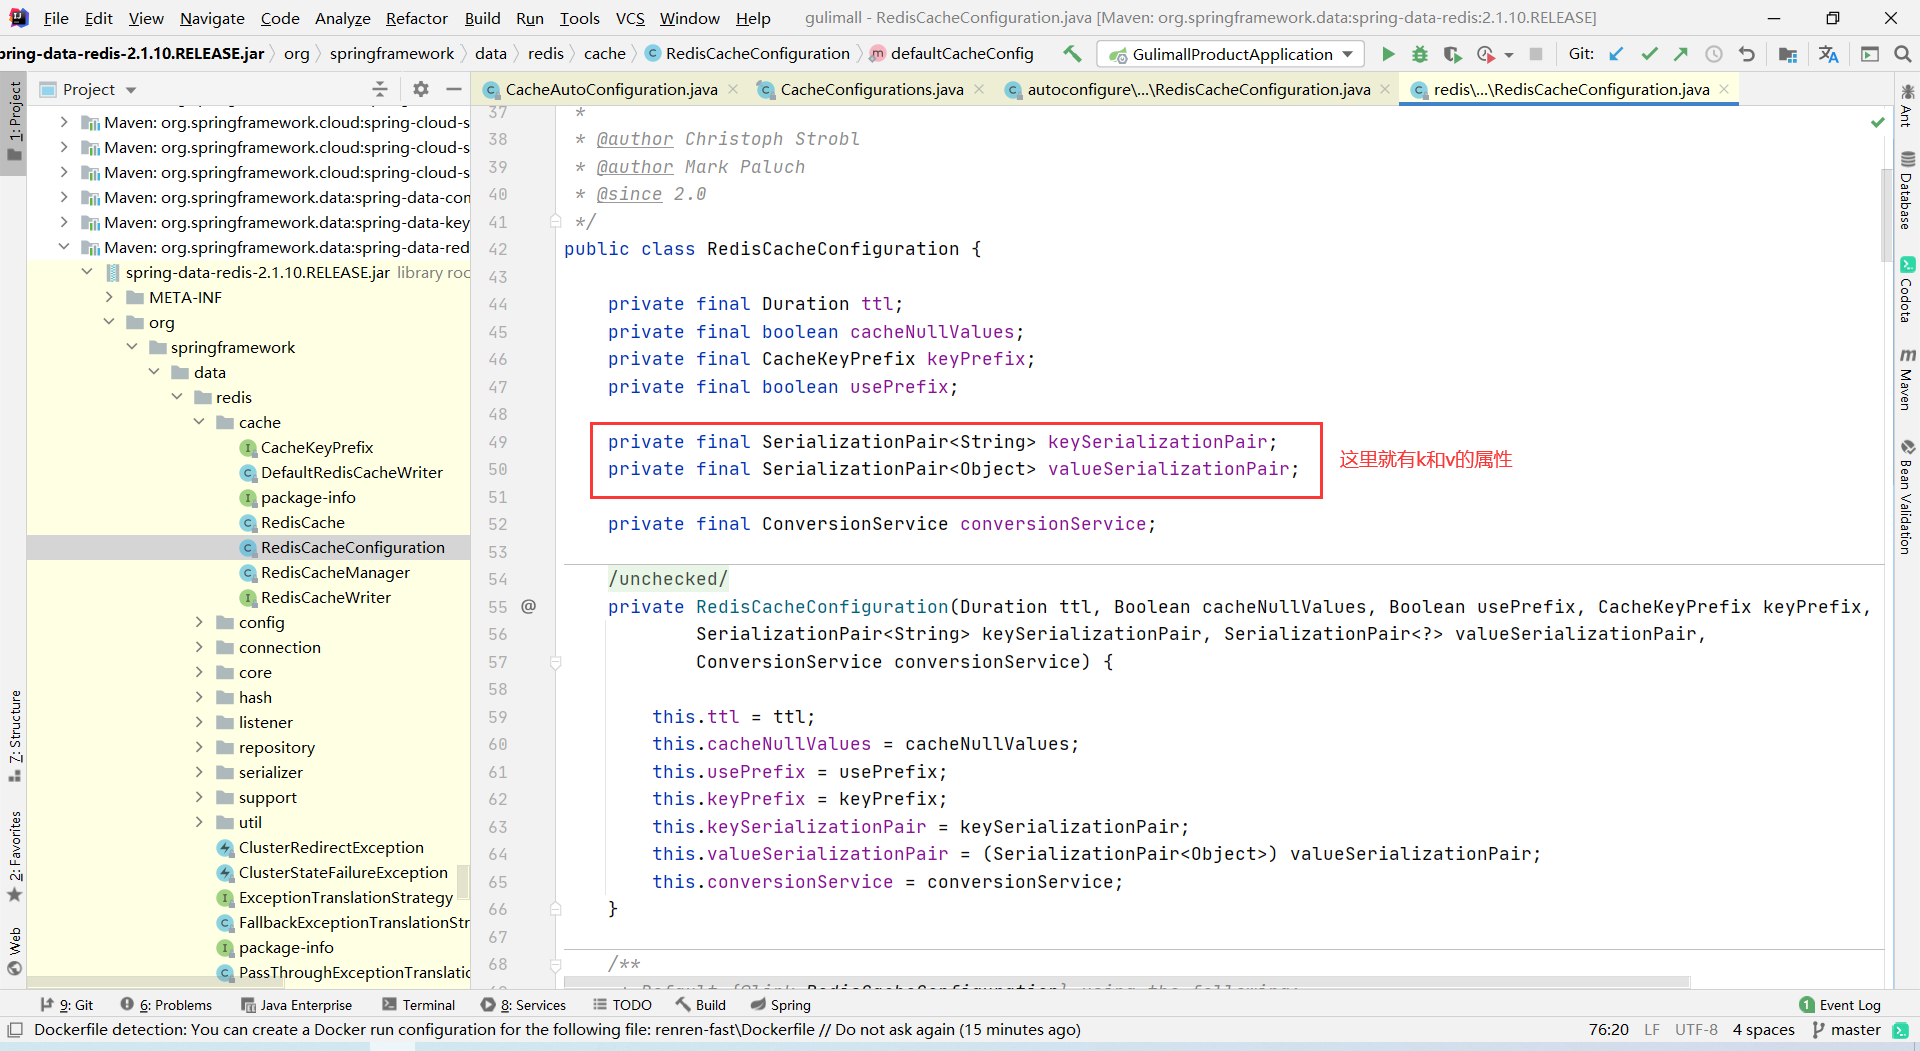 File Edit View Navigate Code Analyze Refactor Build Run Tools VCS Window Help gulimall - RedisCacheConfiguration.java [Maven: org.springframework.data:spring-data-redis:2.1.10.RELEASE]
pring-data-redis-2.1.10.RELEASE.jar org springframework data redis cache RedisCacheConfiguration defaultCacheConfig GulimallProductApplication Git:
Project
CacheAutoConfiguration.java CacheConfigurations.java autoconfigure\...\RedisCacheConfiguration.java redis\...\RedisCacheConfiguration.java
1: Project
7: Structure
2: Favorites
Web
Maven: org.springframework.cloud:spring-cloud-s
Maven: org.springframework.cloud:spring-cloud-s
Maven: org.springframework.cloud:spring-cloud-s
Maven: org.springframework.data:spring-data-con
Maven: org.springframework.data:spring-data-key
Maven: org.springframework.data:spring-data-red
spring-data-redis-2.1.10.RELEASE.jar library roo
META-INF
org
springframework
data
redis
cache
CacheKeyPrefix
DefaultRedisCacheWriter
package-info
RedisCache
RedisCacheConfiguration
RedisCacheManager
RedisCacheWriter
config
connection
core
hash
listener
repository
serializer
support
util
ClusterRedirectException
ClusterStateFailureException
ExceptionTranslationStrategy
FallbackExceptionTranslationStr
package-info
PassThroughExceptionTranslatio
37 *
38 * @author Christoph Strobl
39 * @author Mark Paluch
40 * @since 2.0
41 */
42 public class RedisCacheConfiguration {
43
44 private final Duration ttl;
45 private final boolean cacheNullValues;
46 private final CacheKeyPrefix keyPrefix;
47 private final boolean usePrefix;
48
49 private final SerializationPair<String> keySerializationPair;
50 private final SerializationPair<Object> valueSerializationPair;
这里就有k和v的属性
51
52 private final ConversionService conversionService;
53
54 /unchecked/
55 @ private RedisCacheConfiguration(Duration ttl, Boolean cacheNullValues, Boolean usePrefix, CacheKeyPrefix keyPrefix,
56 SerializationPair<String> keySerializationPair, SerializationPair<?> valueSerializationPair,
57 ConversionService conversionService) {
58
59 this.ttl = ttl;
60 this.cacheNullValues = cacheNullValues;
61 this.usePrefix = usePrefix;
62 this.keyPrefix = keyPrefix;
63 this.keySerializationPair = keySerializationPair;
64 this.valueSerializationPair = (SerializationPair<Object>) valueSerializationPair;
65 this.conversionService = conversionService;
66 }
67
68 /**
Ant
Database
Codota
Maven
Bean Validation
9: Git 6: Problems Java Enterprise Terminal 8: Services TODO Build Spring 1 Event Log
Dockerfile detection: You can create a Docker run configuration for the following file: renren-fast\Dockerfile // Do not ask again (15 minutes ago) 76:20 LF UTF-8 4 spaces master